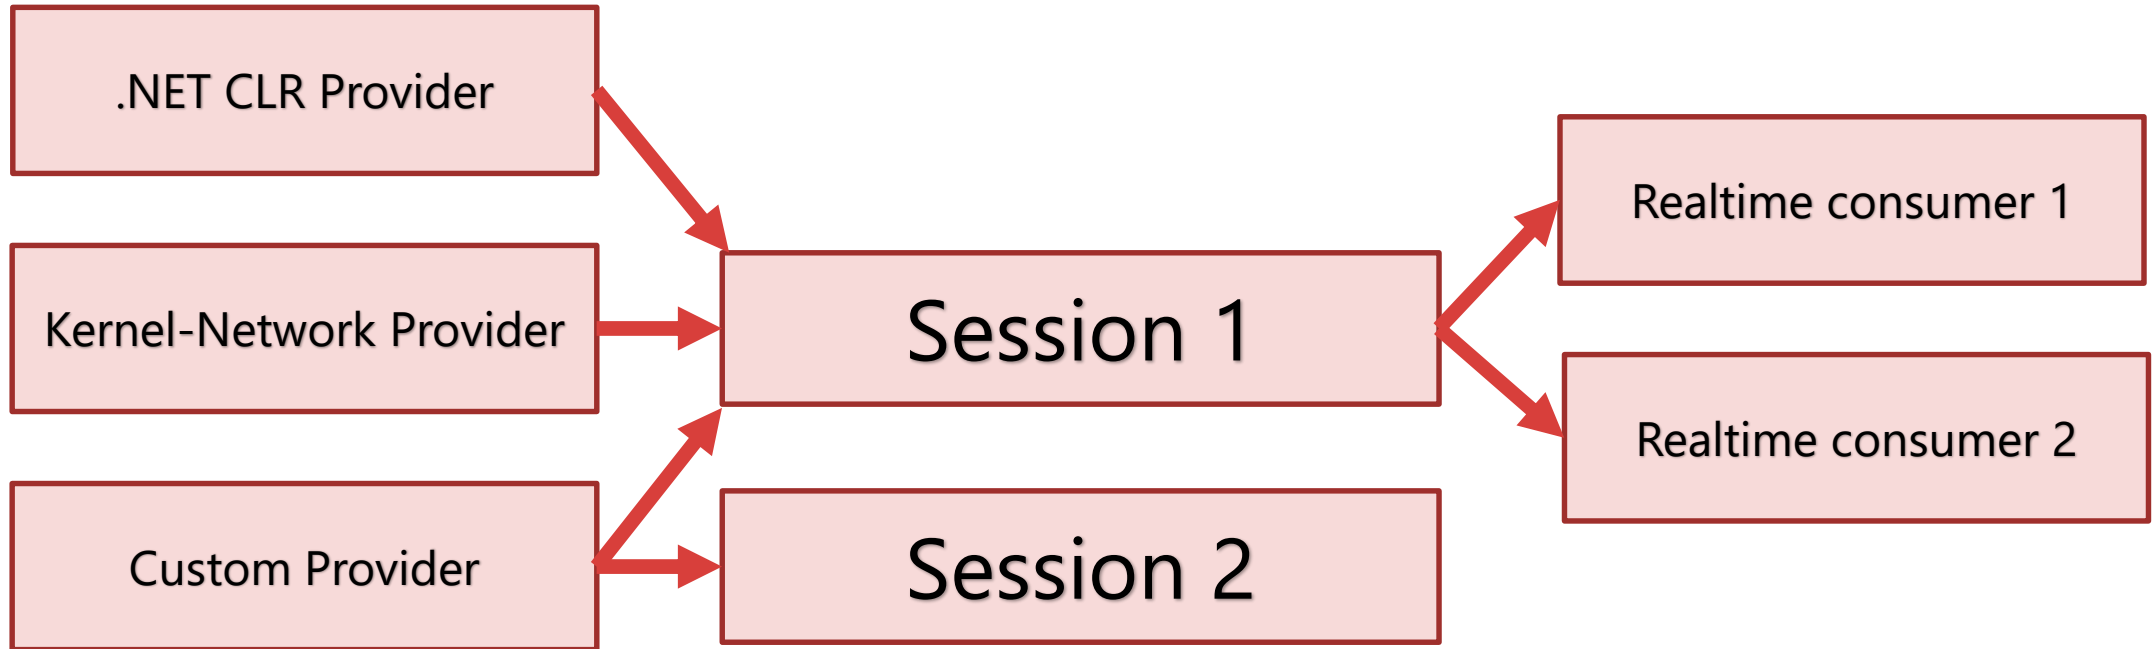 .NET CLR Provider
Kernel-Network Provider
Custom Provider
Session 1
Session 2
Realtime consumer 1
Realtime consumer 2